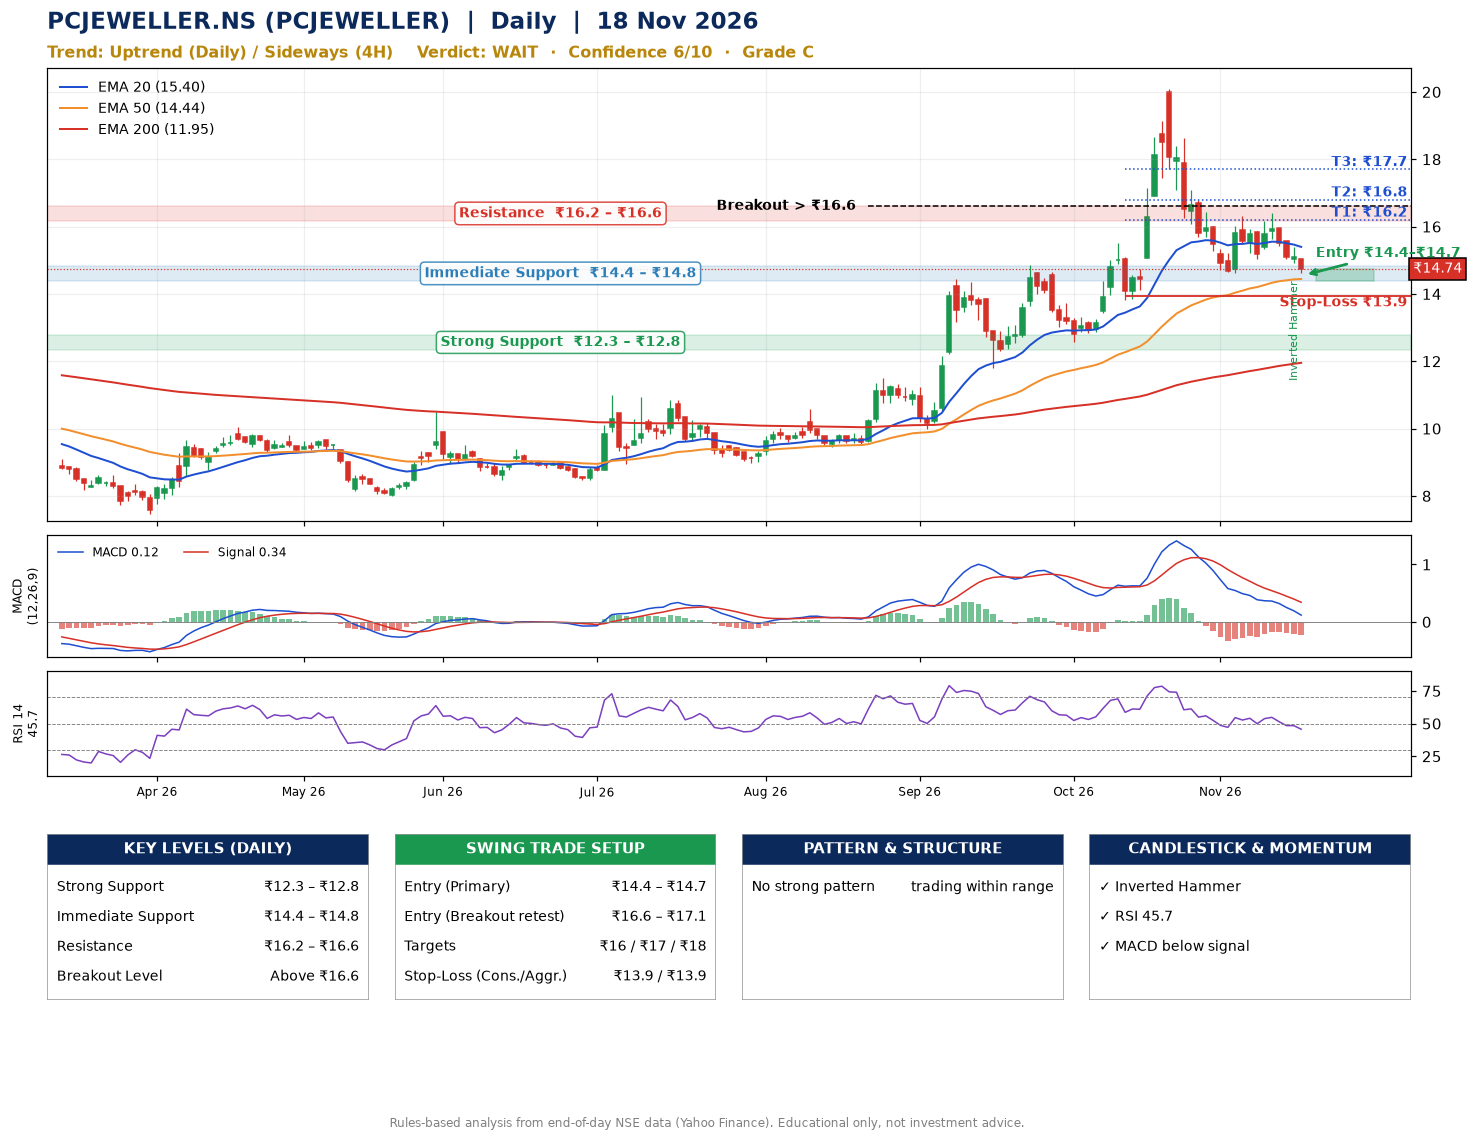 PCJEWELLER.NS (PCJEWELLER)  |  Daily  |  18 Nov 2026
Trend: Uptrend (Daily) / Sideways (4H)    Verdict: WAIT  ·  Confidence 6/10  ·  Grade C
EMA 20 (15.40)
EMA 50 (14.44)
EMA 200 (11.95)
20
18
16
14
12
10
8
T3: ₹17.7
T2: ₹16.8
T1: ₹16.2
Breakout > ₹16.6
Resistance  ₹16.2 – ₹16.6
Entry ₹14.4–₹14.7
₹14.74
Immediate Support  ₹14.4 – ₹14.8
Stop-Loss ₹13.9
Inverted Hammer
Strong Support  ₹12.3 – ₹12.8
MACD 0.12
Signal 0.34
MACD
(12,26,9)
1
0
RSI 14
45.7
75
50
25
Apr 26
May 26
Jun 26
Jul 26
Aug 26
Sep 26
Oct 26
Nov 26
KEY LEVELS (DAILY)
Strong Support ₹12.3 – ₹12.8
Immediate Support ₹14.4 – ₹14.8
Resistance ₹16.2 – ₹16.6
Breakout Level Above ₹16.6
SWING TRADE SETUP
Entry (Primary) ₹14.4 – ₹14.7
Entry (Breakout retest) ₹16.6 – ₹17.1
Targets ₹16 / ₹17 / ₹18
Stop-Loss (Cons./Aggr.) ₹13.9 / ₹13.9
PATTERN & STRUCTURE
No strong pattern trading within range
CANDLESTICK & MOMENTUM
✓ Inverted Hammer
✓ RSI 45.7
✓ MACD below signal
Rules-based analysis from end-of-day NSE data (Yahoo Finance). Educational only, not investment advice.